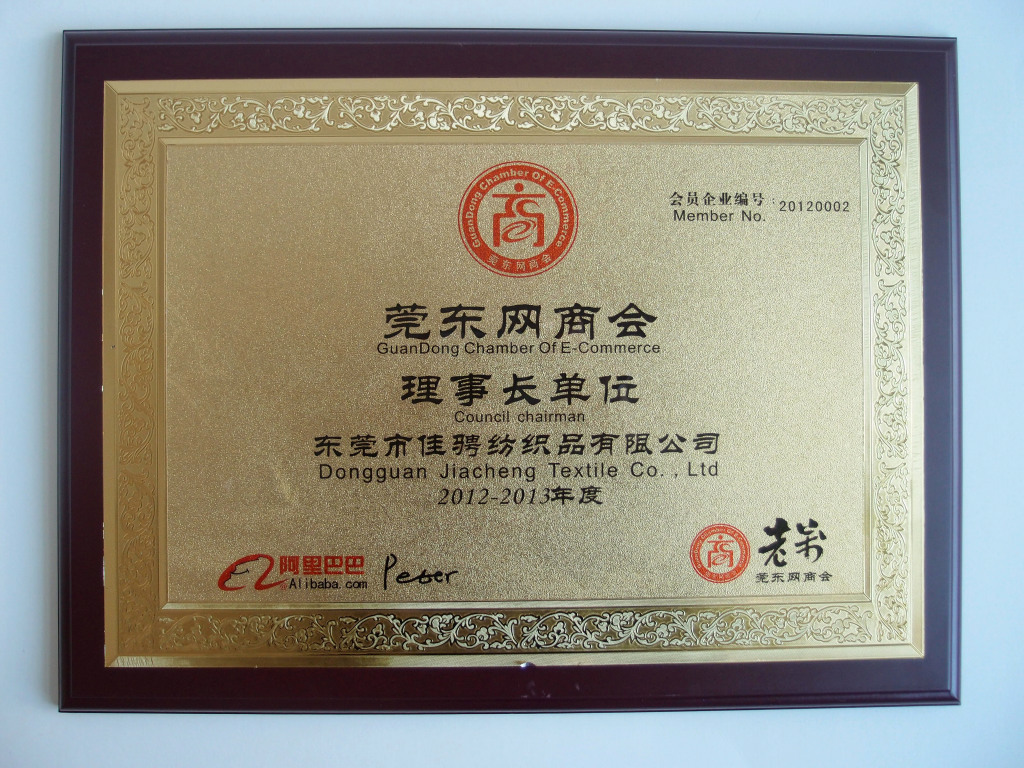 GuanDong Chamber Of E-Commerce
莞东网商会
会员企业编号:20120002
Member No.
莞东网商会
GuanDong Chamber Of E-Commerce
理事长单位
Council chairman
东莞市佳骋纺织品有限公司
Dongguan Jiacheng Textile Co., Ltd
2012-2013年度
阿里巴巴
Alibaba.com
Peter
莞东网商会